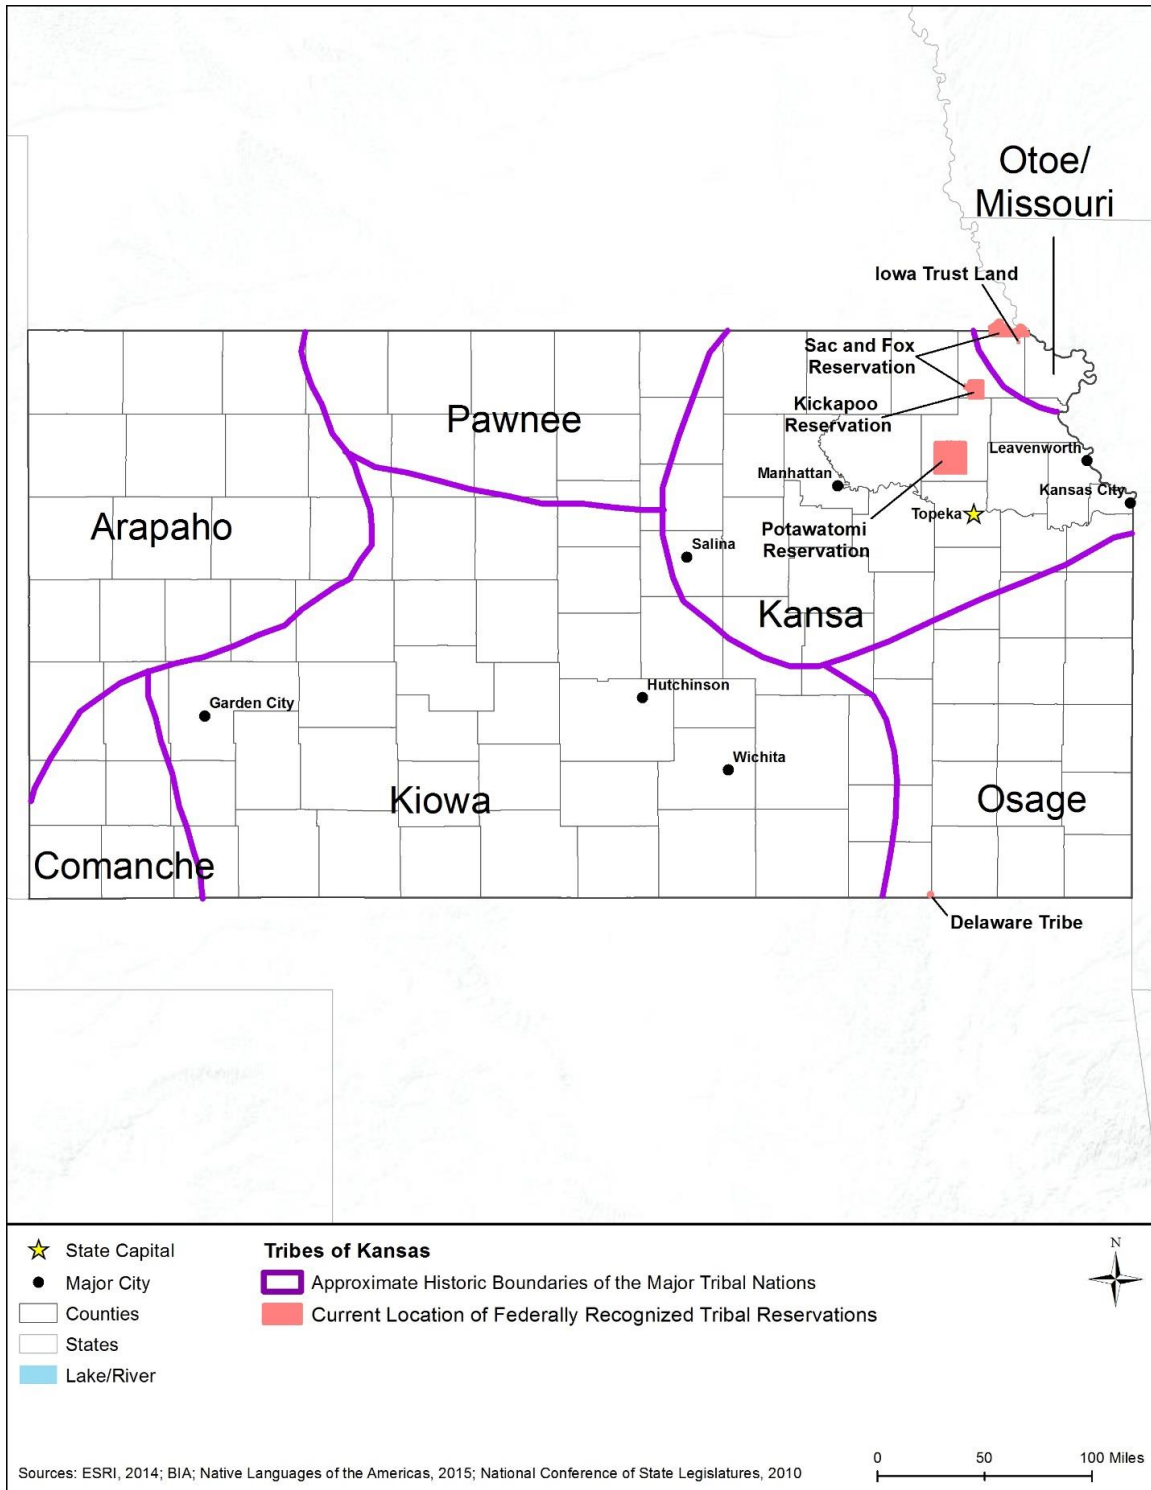 Otoe/
Missouri
Iowa Trust Land
Sac and Fox
Reservation
Kickapoo
Reservation
Pawnee
Leavenworth
Manhattan
Kansas City
Arapaho
Topeka
Potawatomi
Reservation
Salina
Kansa
Hutchinson
Garden City
Wichita
Kiowa
Osage
Comanche
Delaware Tribe
State Capital
Major City
Counties
States
Lake/River
Tribes of Kansas
Approximate Historic Boundaries of the Major Tribal Nations
Current Location of Federally Recognized Tribal Reservations
N
0 50 100 Miles
Sources: ESRI, 2014; BIA; Native Languages of the Americas, 2015; National Conference of State Legislatures, 2010